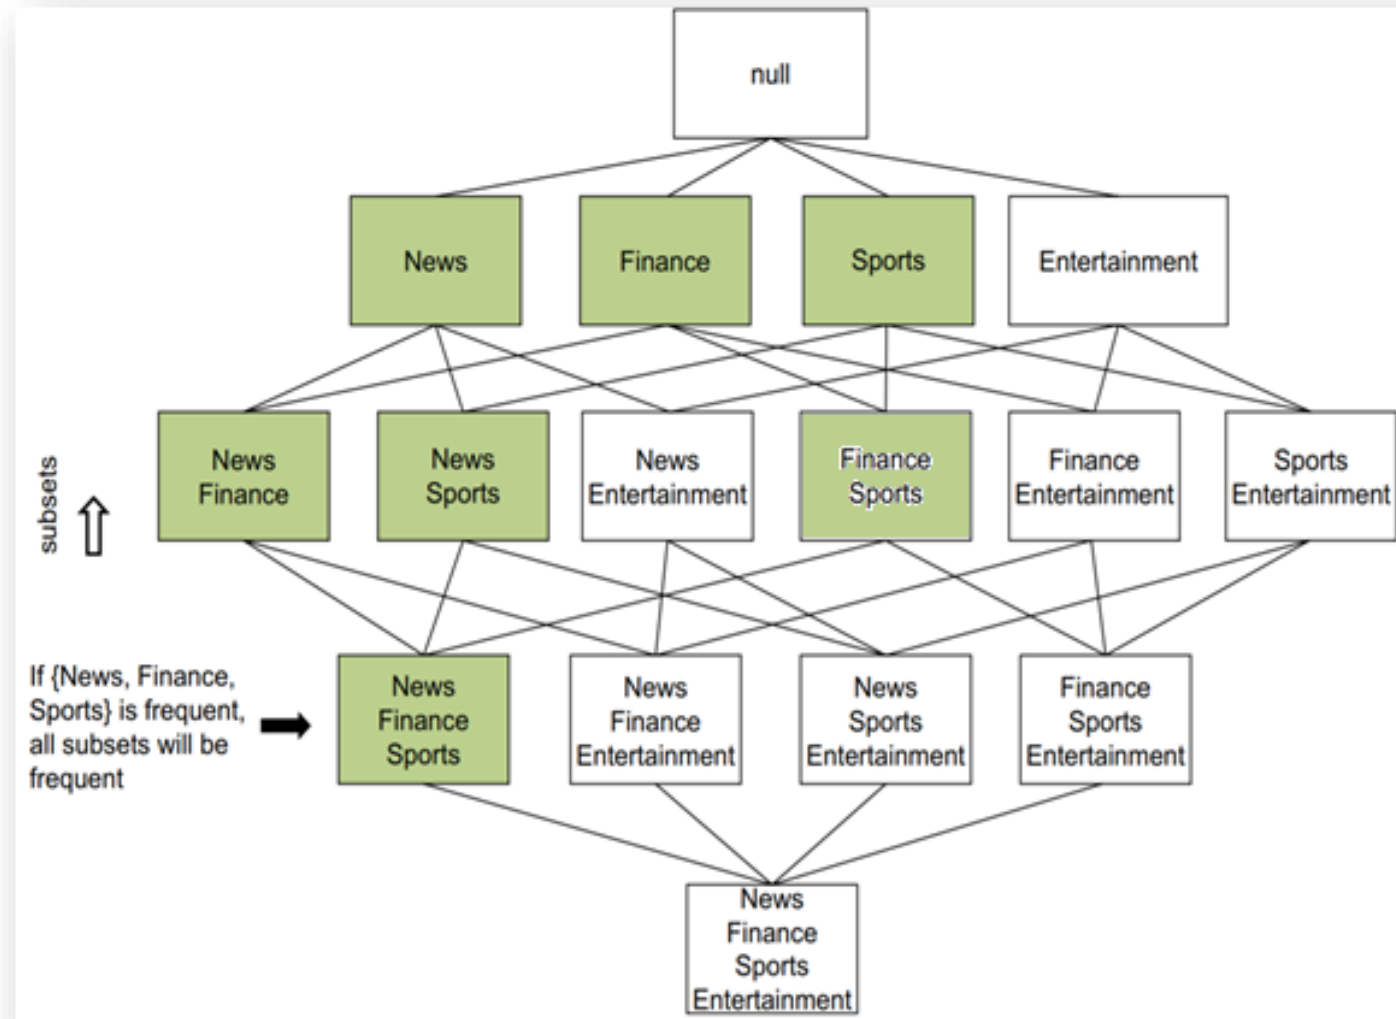 null
News
Finance
Sports
Entertainment
News
Finance
News
Sports
News
Entertainment
Finance
Sports
Finance
Entertainment
Sports
Entertainment
subsets
If {News, Finance,
Sports} is frequent,
all subsets will be
frequent
News
Finance
Sports
News
Finance
Entertainment
News
Sports
Entertainment
Finance
Sports
Entertainment
News
Finance
Sports
Entertainment